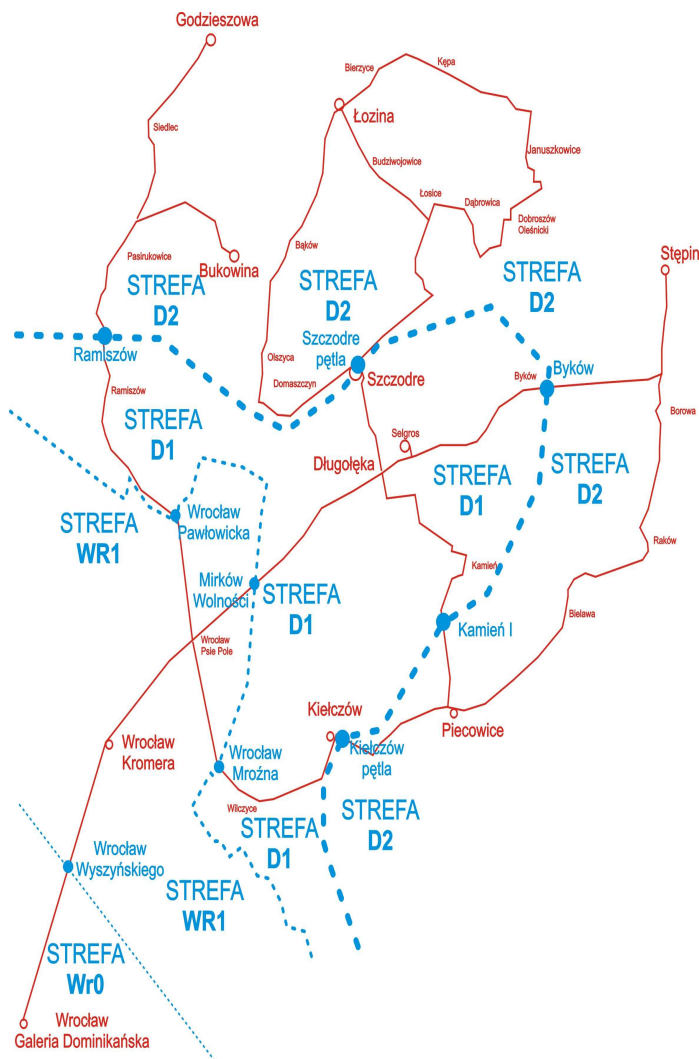 Godzieszowa
Siedlec
Bierzyce
Kępa
Łozina
Januszkowice
Budziwojowice
Łosice
Dąbrowica
Dobroszów
Oleśnicki
Pasirukowice
Bukowina
Bąków
Stępin
STREFA
D2
STREFA
D2
STREFA
D2
Ramiszów
Szczodre
pętla
Olszyca
Domaszczyn
Szczodre
Byków
Byków
Ramiszów
Borowa
STREFA
D1
Selgros
Długołęka
STREFA
D1
STREFA
D2
STREFA
WR1
Wrocław
Pawłowicka
Raków
Mirków
Wolności
STREFA
D1
Kamień
Bielawa
Kamień I
Wrocław
Psie Pole
Kiełczów
Piecowice
Wrocław
Kromera
Wrocław
Mroźna
Kiełczów
pętla
Wilczyce
STREFA
D1
STREFA
D2
Wrocław
Wyszyńskiego
STREFA
WR1
STREFA
Wr0
Wrocław
Galeria Dominikańska